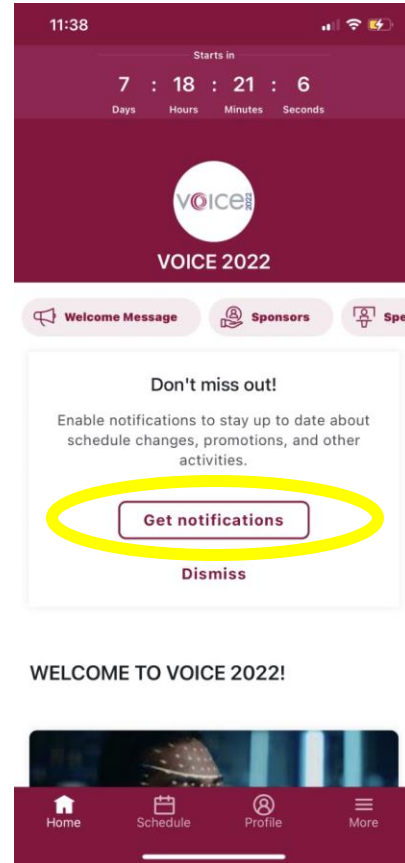 11:38
Starts in
7 : 18 : 21 : 6
Days Hours Minutes Seconds
VOICE 2022
VOICE 2022
Welcome Message Sponsors Spe
Don't miss out!
Enable notifications to stay up to date about
schedule changes, promotions, and other
activities.
Get notifications
Dismiss
WELCOME TO VOICE 2022!
Home Schedule Profile More